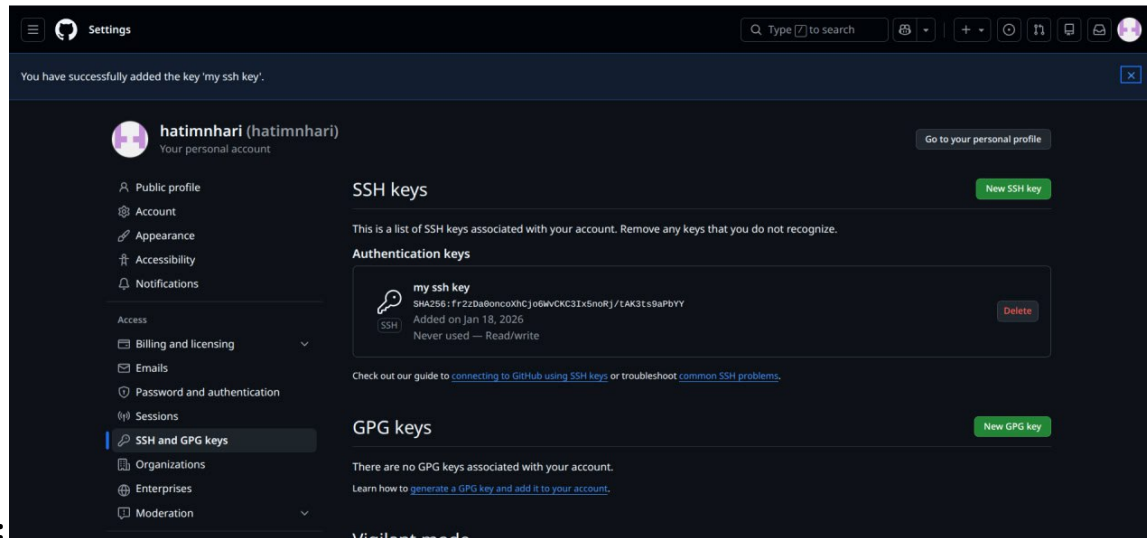 Settings
Type / to search
You have successfully added the key 'my ssh key'.
hatimnhari (hatimnhari)
Your personal account
Go to your personal profile
Public profile
Account
Appearance
Accessibility
Notifications
Access
Billing and licensing
Emails
Password and authentication
Sessions
SSH and GPG keys
Organizations
Enterprises
Moderation
SSH keys
New SSH key
This is a list of SSH keys associated with your account. Remove any keys that you do not recognize.
Authentication keys
my ssh key
SHA256:fr2zDa0oncoXhCjo6WvCKC3Ix5noRj/tAK3ts9aPbYY
Added on Jan 18, 2026
Never used — Read/write
SSH
Delete
Check out our guide to connecting to GitHub using SSH keys or troubleshoot common SSH problems.
GPG keys
New GPG key
There are no GPG keys associated with your account.
Learn how to generate a GPG key and add it to your account.
Vigilant mode
: